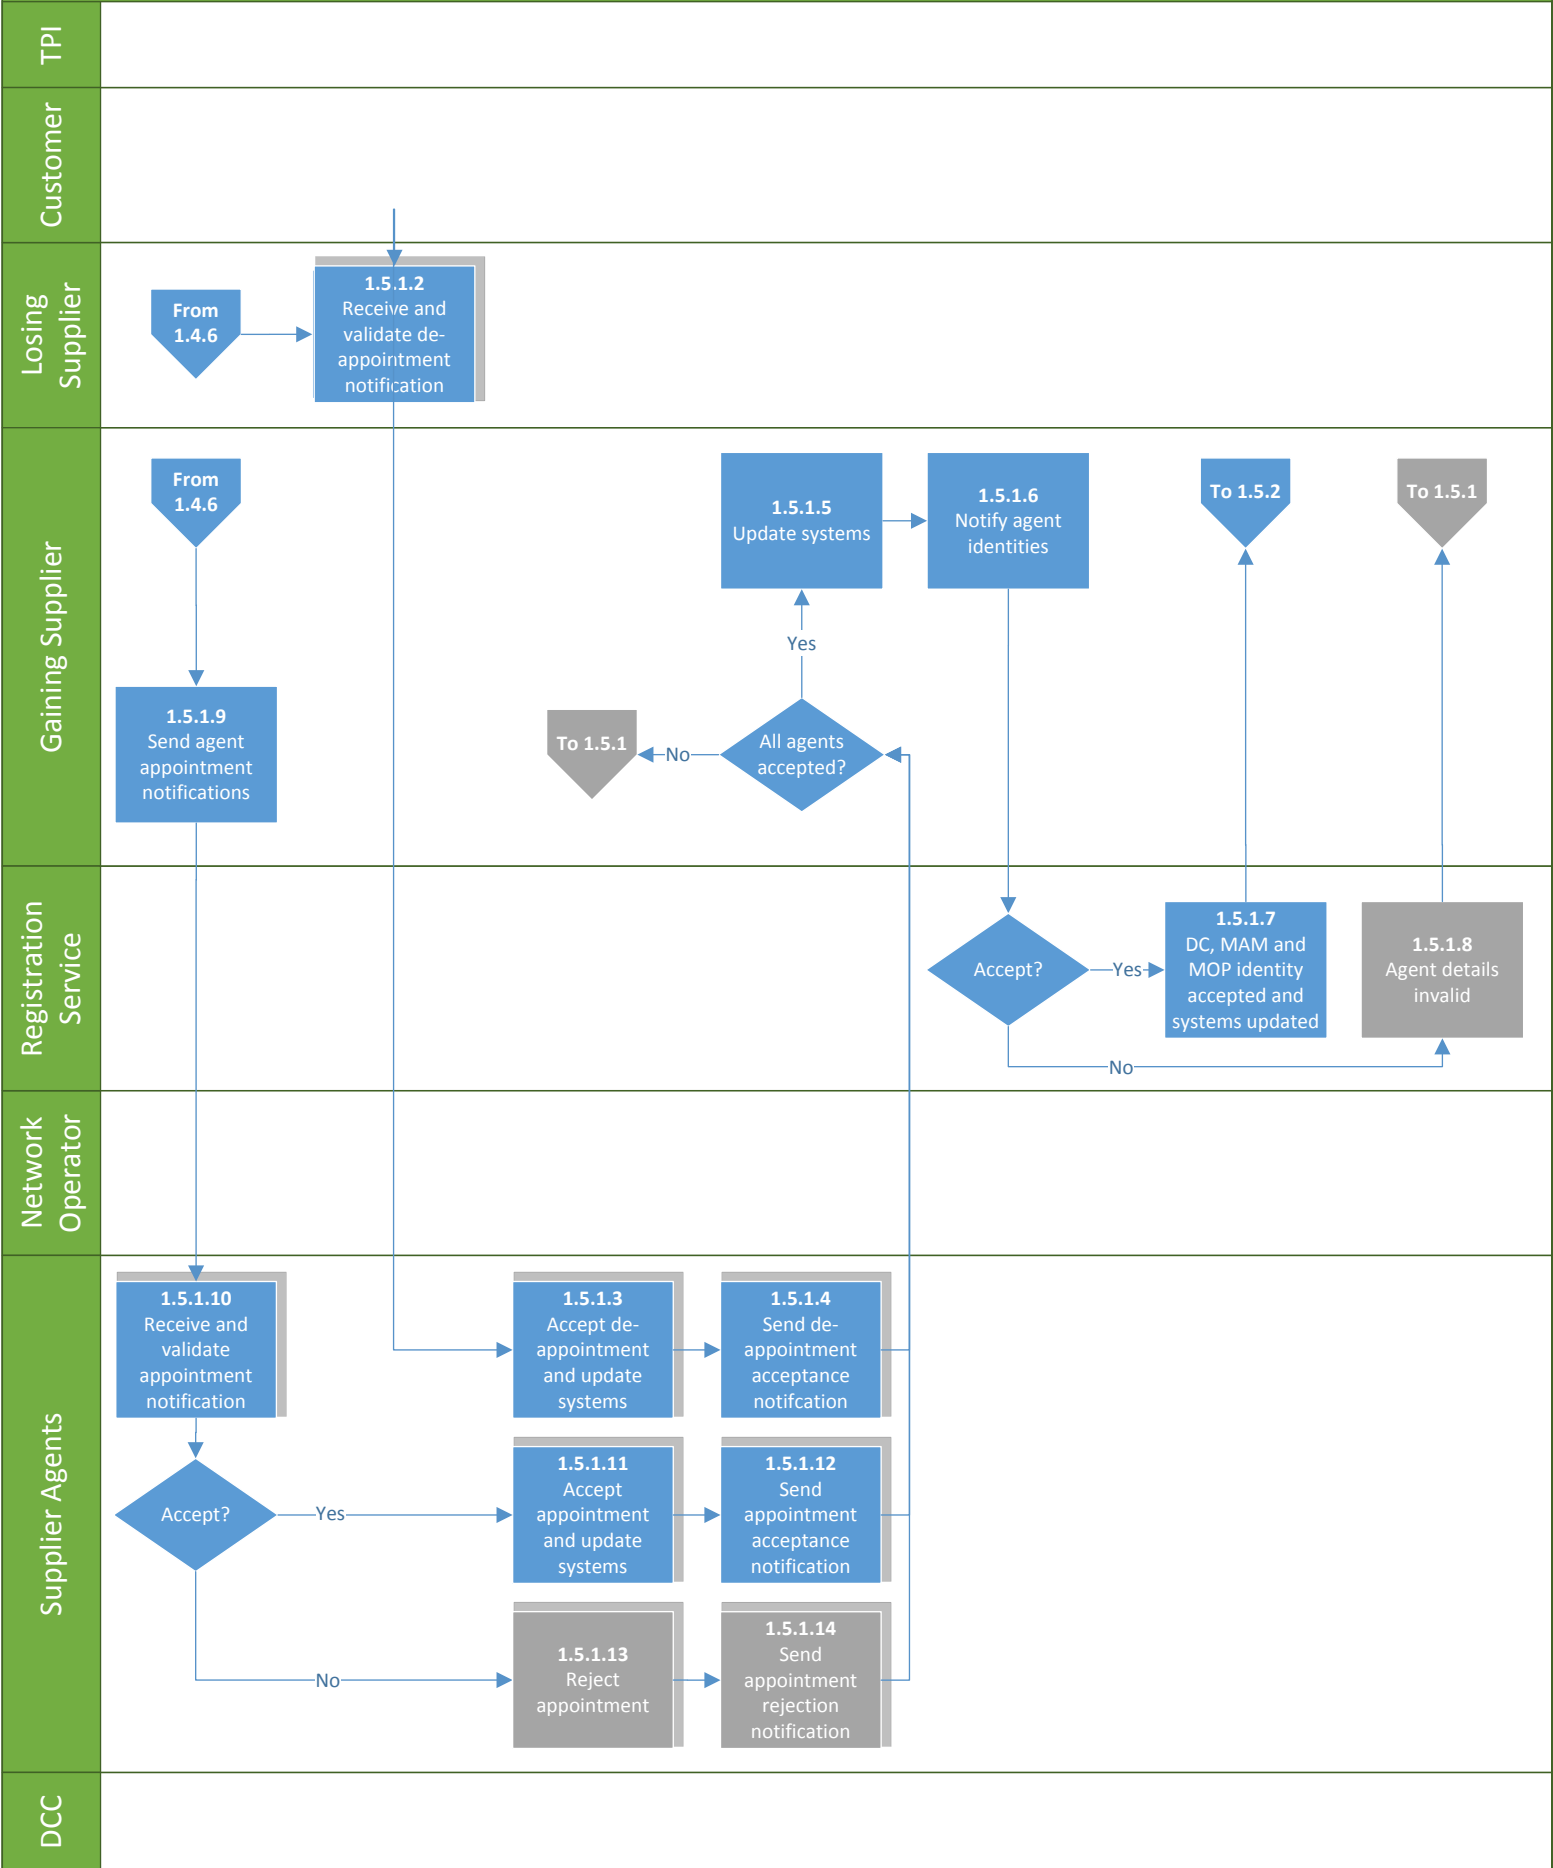 TPI
Customer
Losing
Supplier
From
1.4.6
1.5.1.2
Receive and
validate de-
appointment
notification
Gaining Supplier
From
1.4.6
1.5.1.9
Send agent
appointment
notifications
To 1.5.1
No
All agents
accepted?
Yes
1.5.1.5
Update systems
1.5.1.6
Notify agent
identities
To 1.5.2
To 1.5.1
Registration
Service
Accept?
Yes
1.5.1.7
DC, MAM and
MOP identity
accepted and
systems updated
1.5.1.8
Agent details
invalid
No
Network
Operator
Supplier Agents
1.5.1.10
Receive and
validate
appointment
notification
1.5.1.3
Accept de-
appointment
and update
systems
1.5.1.4
Send de-
appointment
acceptance
notifcation
Accept?
Yes
1.5.1.11
Accept
appointment
and update
systems
1.5.1.12
Send
appointment
acceptance
notification
No
1.5.1.13
Reject
appointment
1.5.1.14
Send
appointment
rejection
notification
DCC